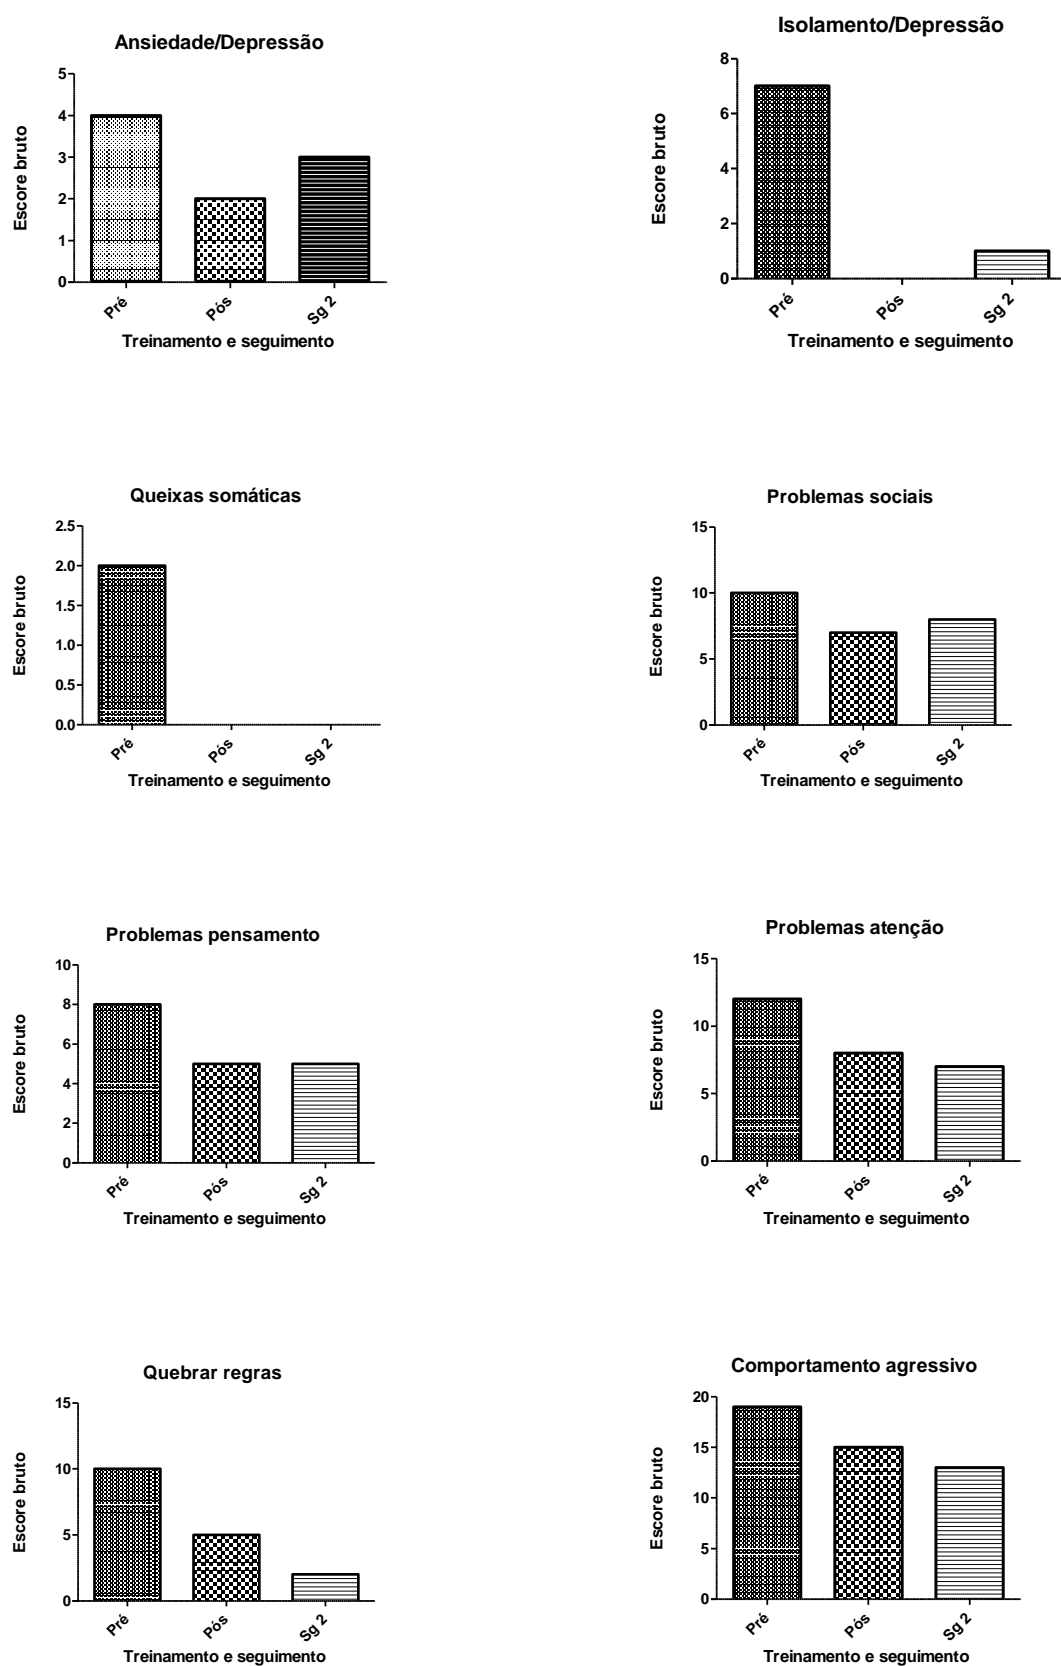 Ansiedade/Depressão
5
4
3
2
1
0
Escore bruto
Pré Pós Sg 2
Treinamento e seguimento
Isolamento/Depressão
8
6
4
2
0
Escore bruto
Pré Pós Sg 2
Treinamento e seguimento
Queixas somáticas
2.5
2.0
1.5
1.0
0.5
0.0
Escore bruto
Pré Pós Sg 2
Treinamento e seguimento
Problemas sociais
15
10
5
0
Escore bruto
Pré Pós Sg 2
Treinamento e seguimento
Problemas pensamento
10
8
6
4
2
0
Escore bruto
Pré Pós Sg 2
Treinamento e seguimento
Problemas atenção
15
10
5
0
Escore bruto
Pré Pós Sg 2
Treinamento e seguimento
Quebrar regras
15
10
5
0
Escore bruto
Pré Pós Sg 2
Treinamento e seguimento
Comportamento agressivo
20
15
10
5
0
Escore bruto
Pré Pós Sg 2
Treinamento e seguimento